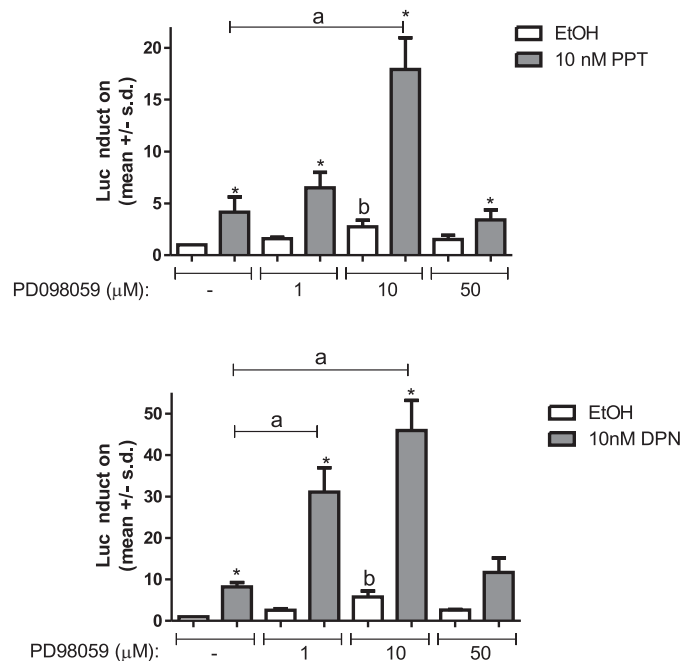 a
*
EtOH
10 nM PPT
20
15
10
5
0
Luc nduct on
(mean +/- s.d.)
*
*
b
*
PD098059 (μM): - 1 10 50
a
a
*
EtOH
10nM DPN
50
40
30
20
10
0
Luc nduct on
(mean +/- s.d.)
*
*
b
PD98059 (μM): - 1 10 50